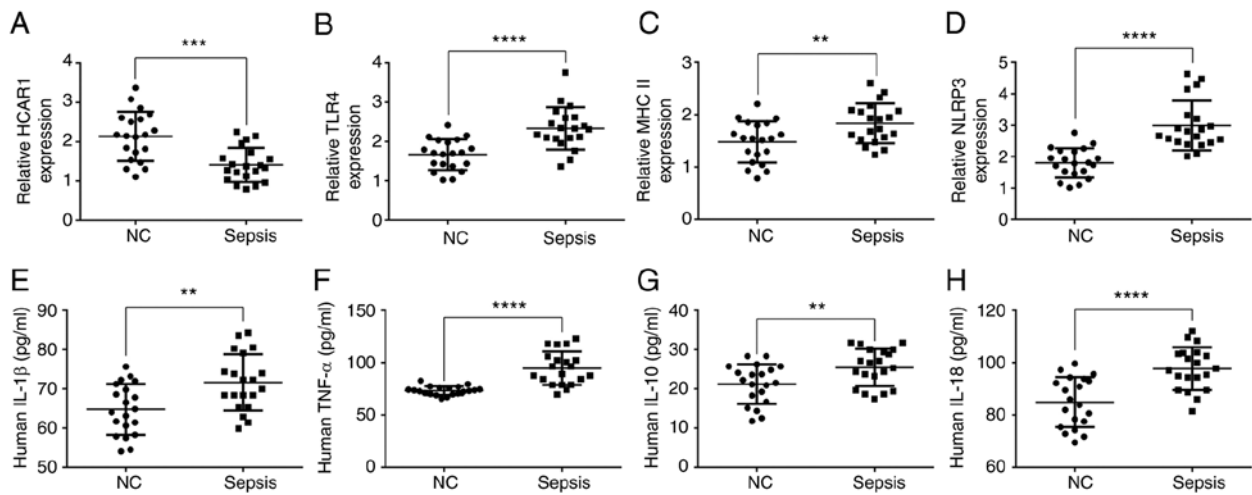 A
Relative HCAR1
expression
4
3
2
1
0
***
NC
Sepsis
B
Relative TLR4
expression
4
3
2
1
0
****
NC
Sepsis
C
Relative MHC II
expression
3
2
1
0
**
NC
Sepsis
D
Relative NLRP3
expression
5
4
3
2
1
0
****
NC
Sepsis
E
Human IL-1β (pg/ml)
90
80
70
60
50
**
NC
Sepsis
F
Human TNF-α (pg/ml)
150
100
50
0
****
NC
Sepsis
G
Human IL-10 (pg/ml)
40
30
20
10
0
**
NC
Sepsis
H
Human IL-18 (pg/ml)
120
100
80
60
****
NC
Sepsis